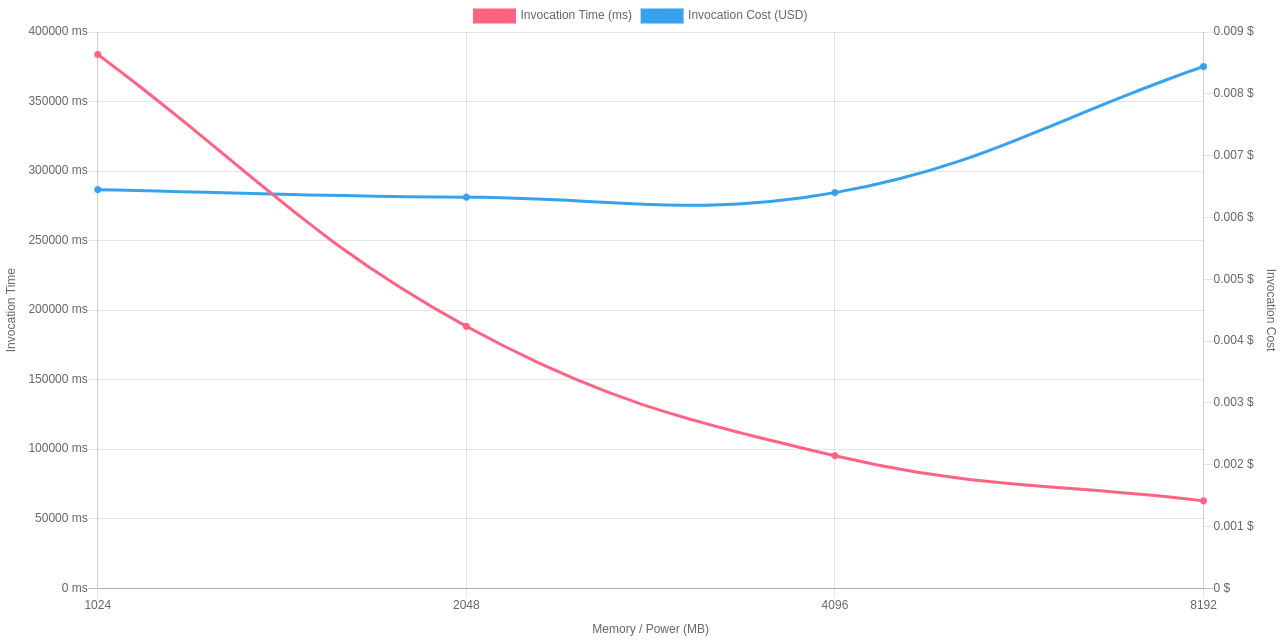 Invocation Time (ms) Invocation Cost (USD)
400000 ms 0.009 $
350000 ms 0.008 $
300000 ms 0.007 $
250000 ms 0.006 $
200000 ms 0.005 $
150000 ms 0.004 $
100000 ms 0.003 $
50000 ms 0.002 $
0 ms 0.001 $
0 $
Invocation Time
Invocation Cost
1024 2048 4096 8192
Memory / Power (MB)